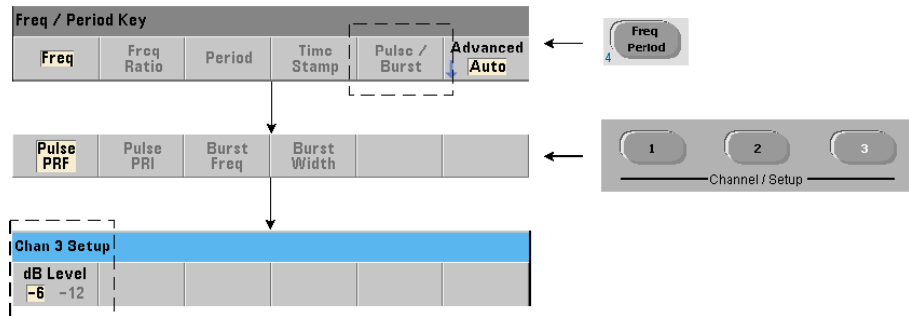 Freq / Period Key
Freq
Freq
Ratio
Period
Time
Stamp
Pulse /
Burst
Advanced
Auto
Freq
Period
4
Pulse
PRF
Pulse
PRI
Burst
Freq
Burst
Width
1
2
3
Channel / Setup
Chan 3 Setup
dB Level
-6 -12